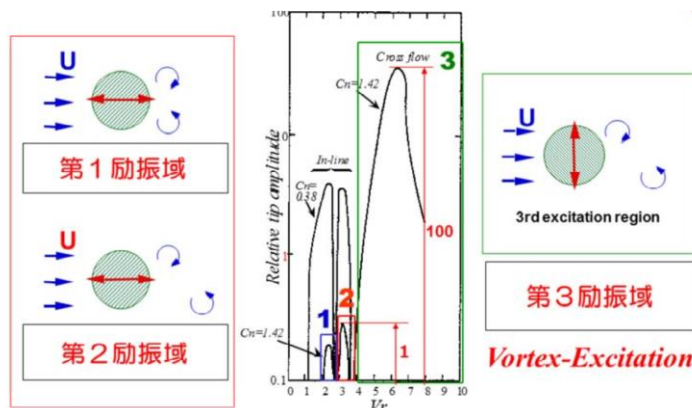 U
第1励振域
U
第2励振域
100
0
1
0.1
Relative tip amplitude
Cross flow
3
Cn=1.42
In-line
Cn=
0.38
Cn=1.42
1
2
1
100
0 1 2 3 4 5 6 7 8 9 10
Vr
U
3rd excitation region
第3励振域
Vortex-Excitation